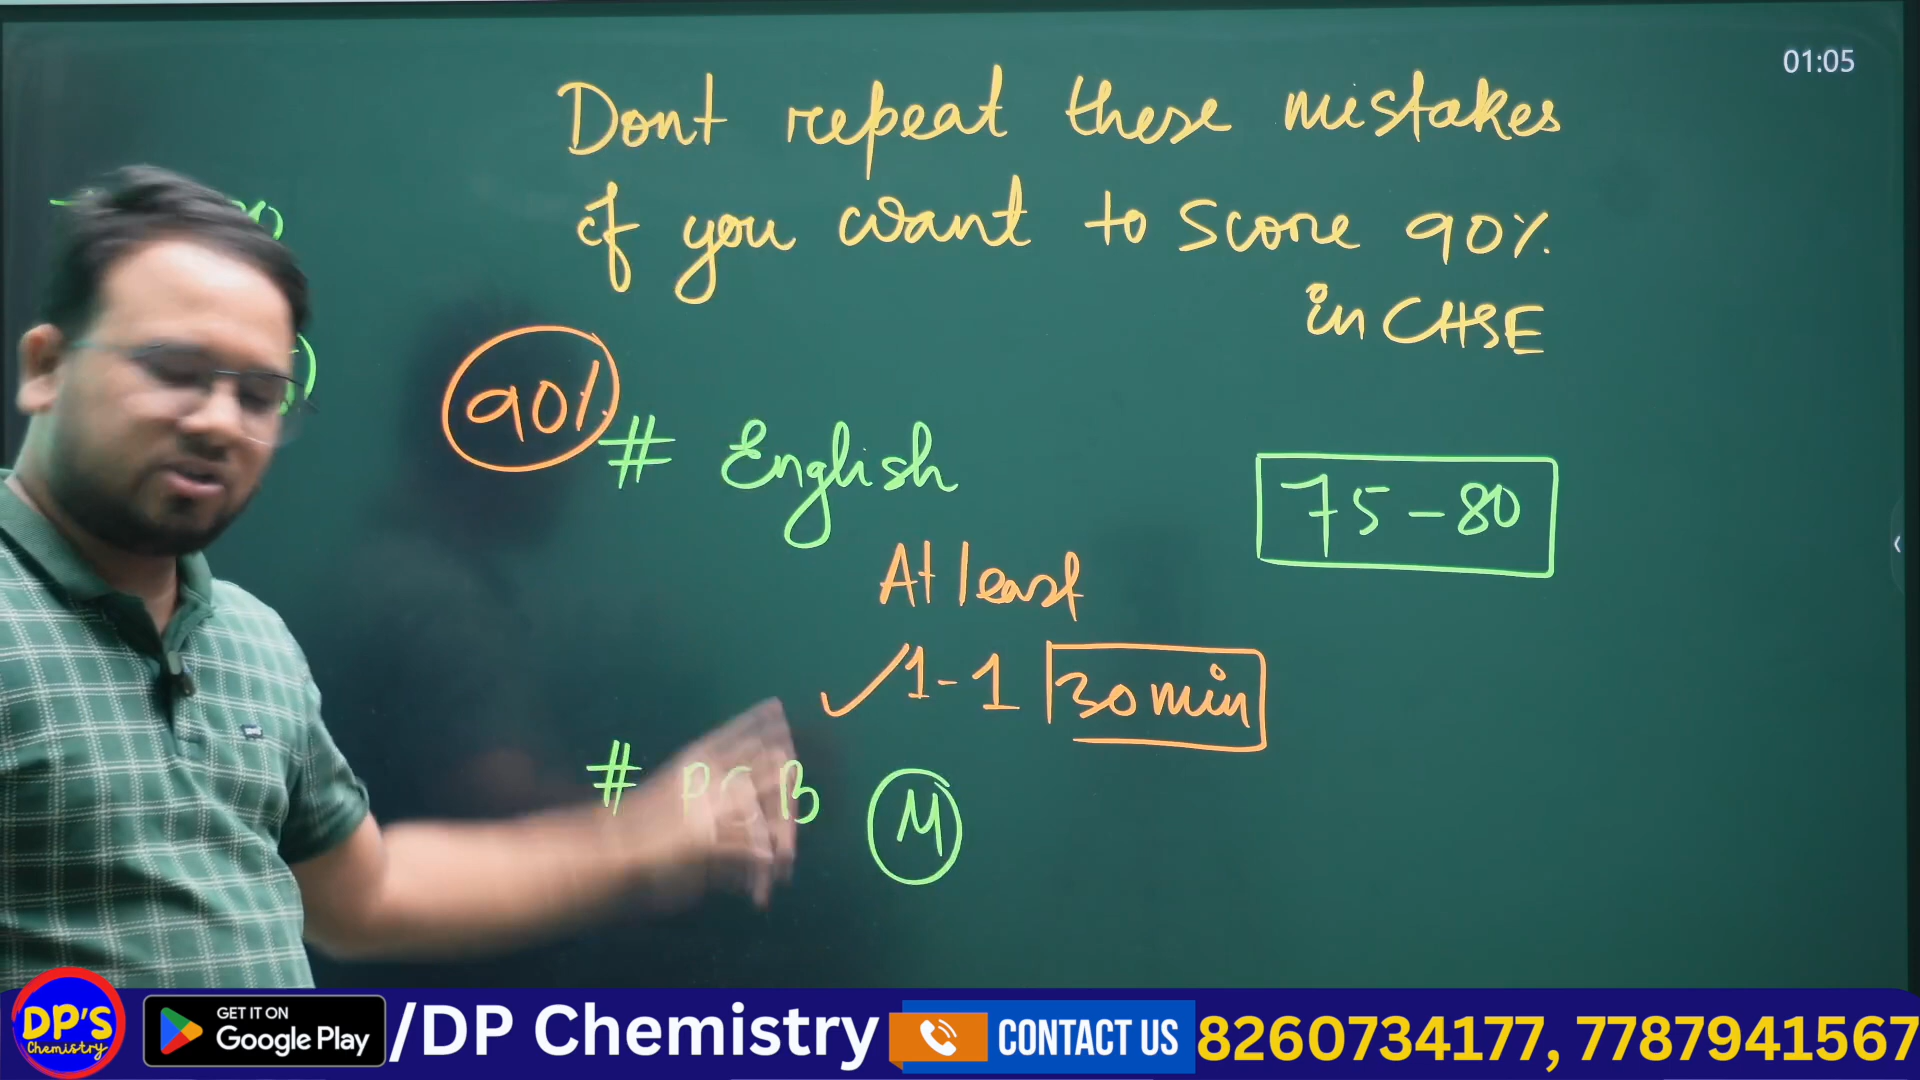 01:05
Dont repeat these mistakes
if you want to Score 90%
in CHSE
90%
# English
75-80
At least
1-1 30 min
# PCB M
DP'S
Chemistry
GET IT ON
Google Play
/DP Chemistry
CONTACT US
8260734177, 7787941567